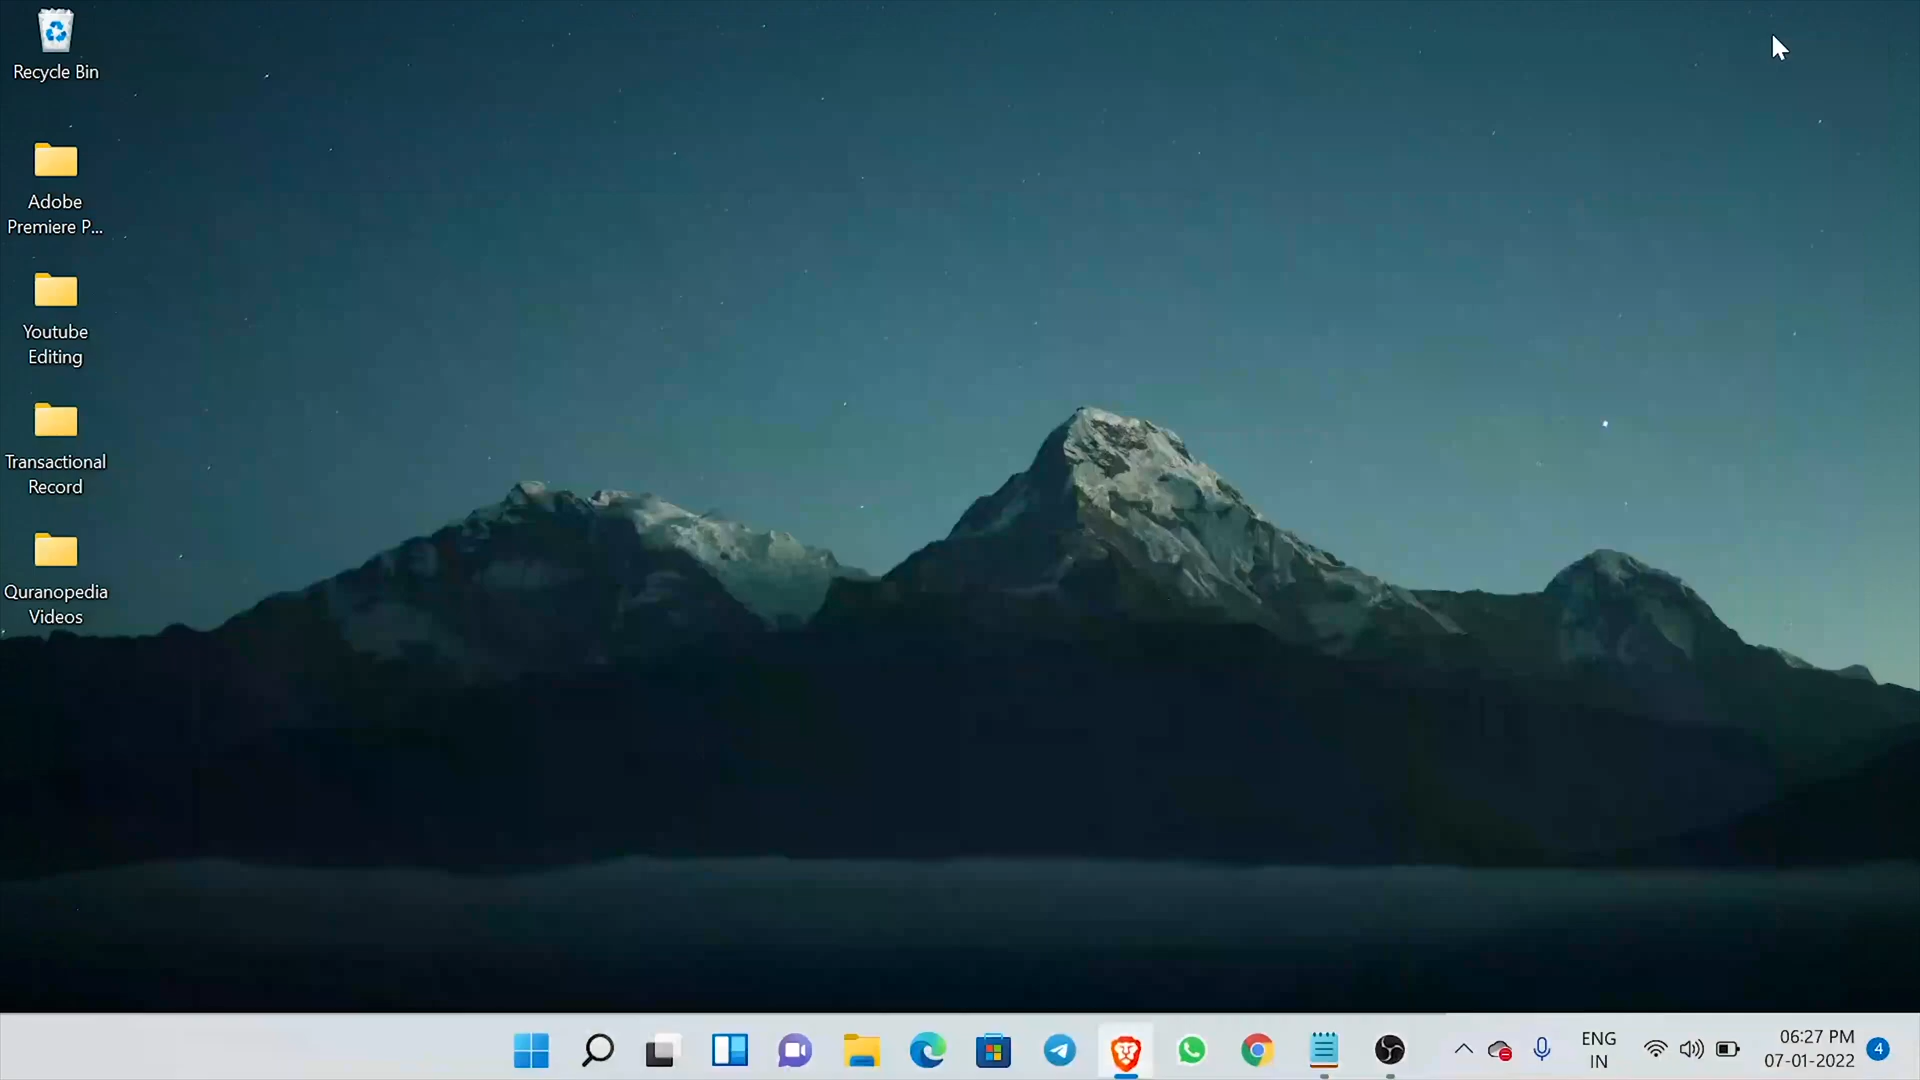 Recycle Bin
Adobe
Premiere P...
Youtube
Editing
Transactional
Record
Quranopedia
Videos
ENG
IN
06:27 PM
07-01-2022
4